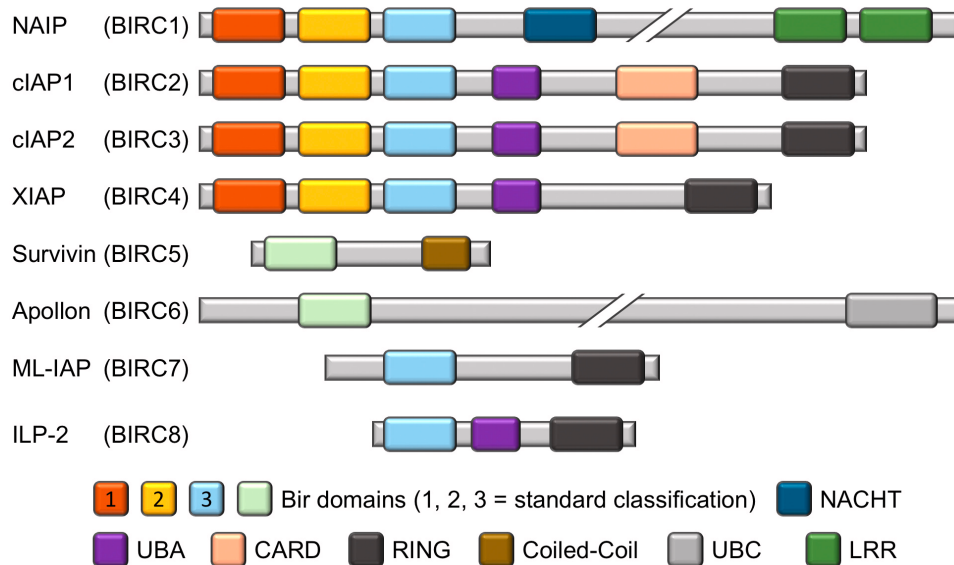 NAIP (BIRC1)
cIAP1 (BIRC2)
cIAP2 (BIRC3)
XIAP (BIRC4)
Survivin (BIRC5)
Apollon (BIRC6)
ML-IAP (BIRC7)
ILP-2 (BIRC8)
1 2 3 Bir domains (1, 2, 3 = standard classification) NACHT
UBA CARD RING Coiled-Coil UBC LRR